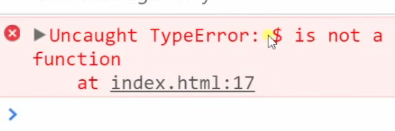 Uncaught TypeError: $ is not a
function
at index.html:17